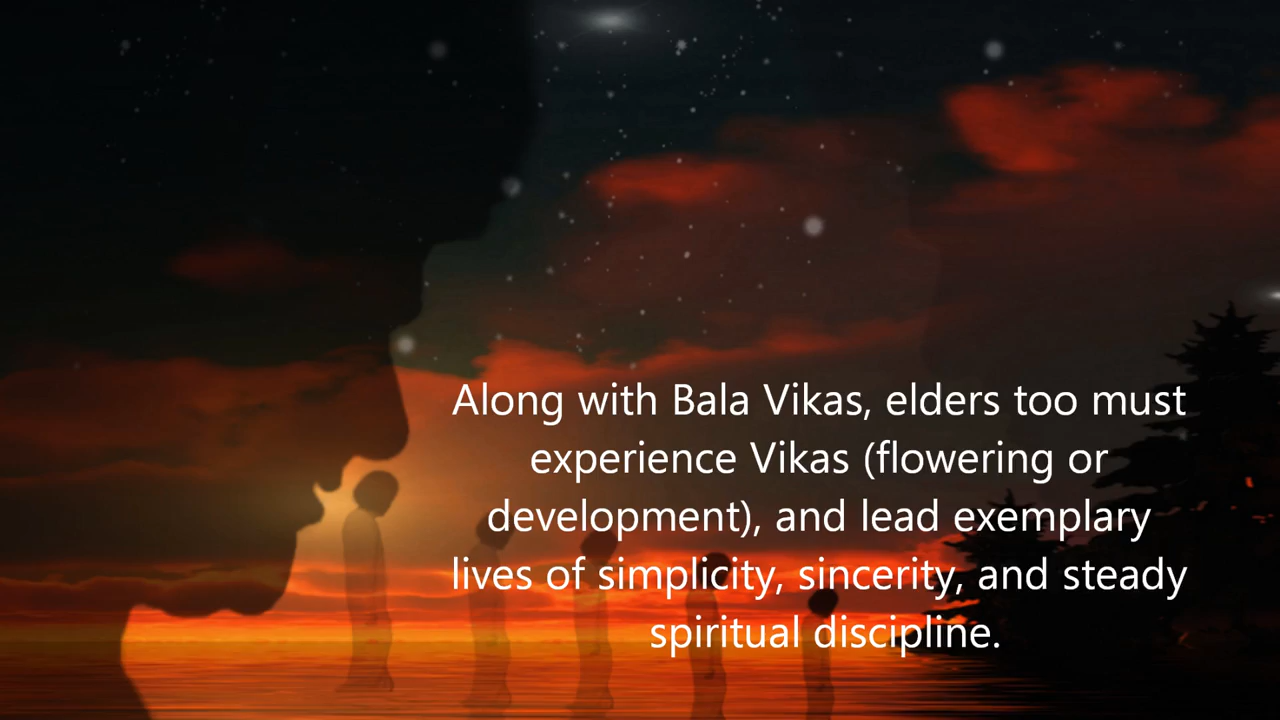 Along with Bala Vikas, elders too must
experience Vikas (flowering or
development), and lead exemplary
lives of simplicity, sincerity, and steady
spiritual discipline.